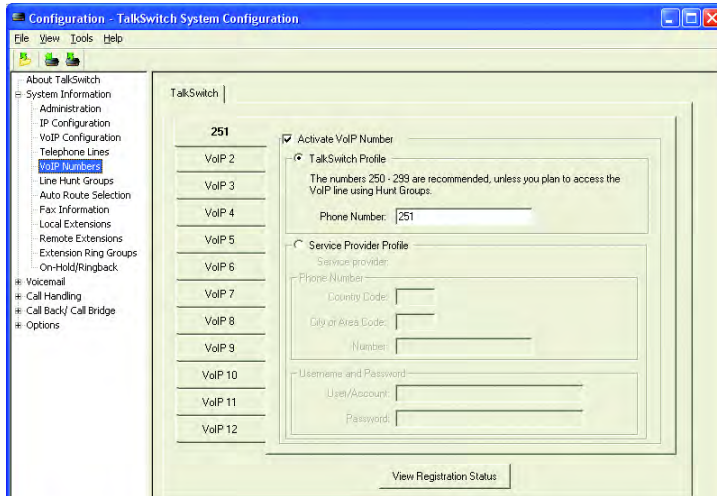 Configuration - TalkSwitch System Configuration
File View Tools Help
About TalkSwitch
System Information
Administration
IP Configuration
VoIP Configuration
Telephone Lines
VoIP Numbers
Line Hunt Groups
Auto Route Selection
Fax Information
Local Extensions
Remote Extensions
Extension Ring Groups
On-Hold/Ringback
Voicemail
Call Handling
Call Back/ Call Bridge
Options
TalkSwitch
251
VoIP 2
VoIP 3
VoIP 4
VoIP 5
VoIP 6
VoIP 7
VoIP 8
VoIP 9
VoIP 10
VoIP 11
VoIP 12
Activate VoIP Number
TalkSwitch Profile
The numbers 250 - 299 are recommended, unless you plan to access the
VoIP line using Hunt Groups.
Phone Number: 251
Service Provider Profile
Service provider:
Phone Number
Country Code:
City or Area Code:
Number:
Username and Password
User/Account:
Password:
View Registration Status